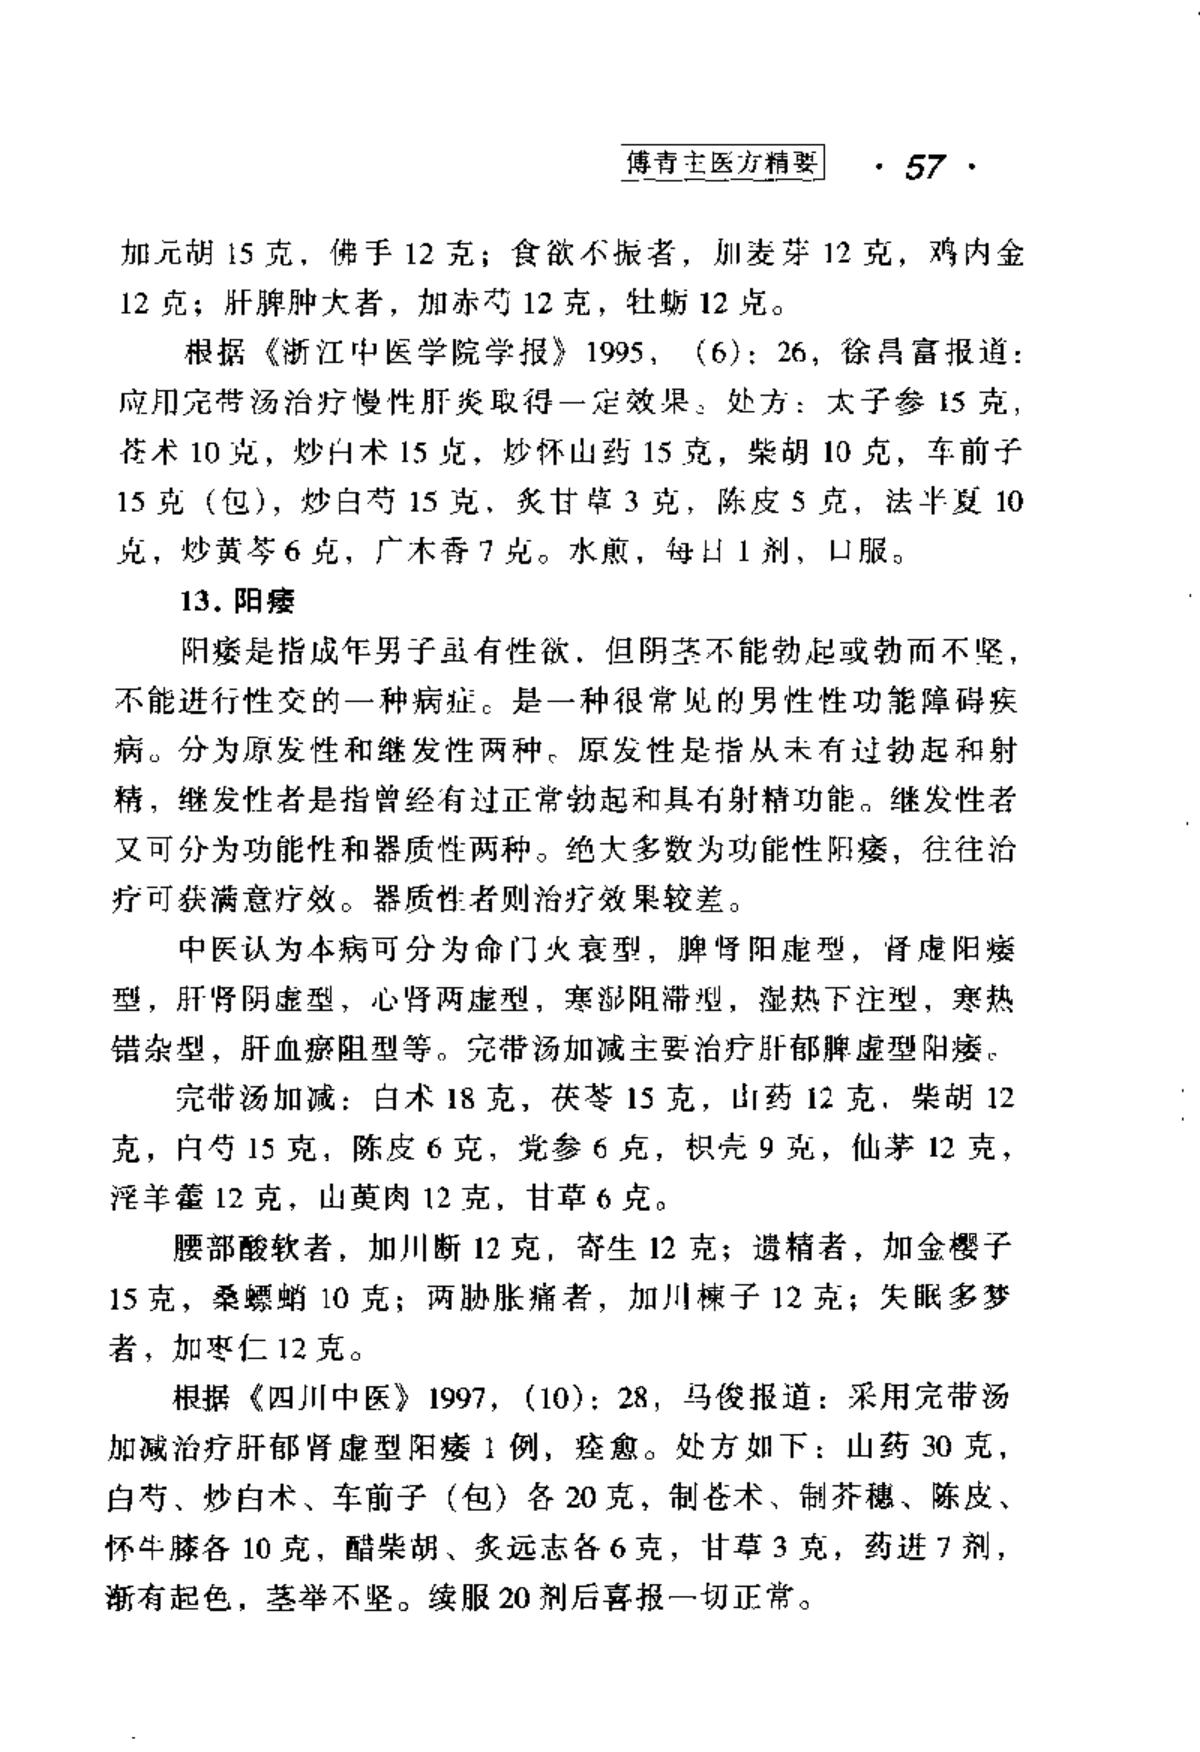 傅青主医方精要 · 57 ·
加元胡 15 克，佛手 12 克；食欲不振者，加麦芽 12 克，鸡内金
12 克；肝脾肿大者，加赤芍 12 克，牡蛎 12 克。
根据《浙江中医学院学报》1995，（6）：26，徐昌富报道：
应用完带汤治疗慢性肝炎取得一定效果。处方：太子参 15 克，
苍术 10 克，炒白术 15 克，炒怀山药 15 克，柴胡 10 克，车前子
15 克（包），炒白芍 15 克，炙甘草 3 克，陈皮 5 克，法半夏 10
克，炒黄芩 6 克，广木香 7 克。水煎，每日 1 剂，口服。
13. 阳痿
阳痿是指成年男子虽有性欲，但阴茎不能勃起或勃而不坚，
不能进行性交的一种病症。是一种很常见的男性性功能障碍疾
病。分为原发性和继发性两种。原发性是指从未有过勃起和射
精，继发性者是指曾经有过正常勃起和具有射精功能。继发性者
又可分为功能性和器质性两种。绝大多数为功能性阳痿，往往治
疗可获满意疗效。器质性者则治疗效果较差。
中医认为本病可分为命门火衰型，脾肾阳虚型，肾虚阳痿
型，肝肾阴虚型，心肾两虚型，寒湿阻滞型，湿热下注型，寒热
错杂型，肝血瘀阻型等。完带汤加减主要治疗肝郁脾虚型阳痿。
完带汤加减：白术 18 克，茯苓 15 克，山药 12 克，柴胡 12
克，白芍 15 克，陈皮 6 克，党参 6 克，枳壳 9 克，仙茅 12 克，
淫羊藿 12 克，山萸肉 12 克，甘草 6 克。
腰部酸软者，加川断 12 克，寄生 12 克；遗精者，加金樱子
15 克，桑螵蛸 10 克；两胁胀痛者，加川楝子 12 克；失眠多梦
者，加枣仁 12 克。
根据《四川中医》1997，（10）：28，马俊报道：采用完带汤
加减治疗肝郁肾虚型阳痿 1 例，痊愈。处方如下：山药 30 克，
白芍、炒白术、车前子（包）各 20 克，制苍术、制芥穗、陈皮、
怀牛膝各 10 克，醋柴胡、炙远志各 6 克，甘草 3 克，药进 7 剂，
渐有起色，茎举不坚。续服 20 剂后喜报一切正常。